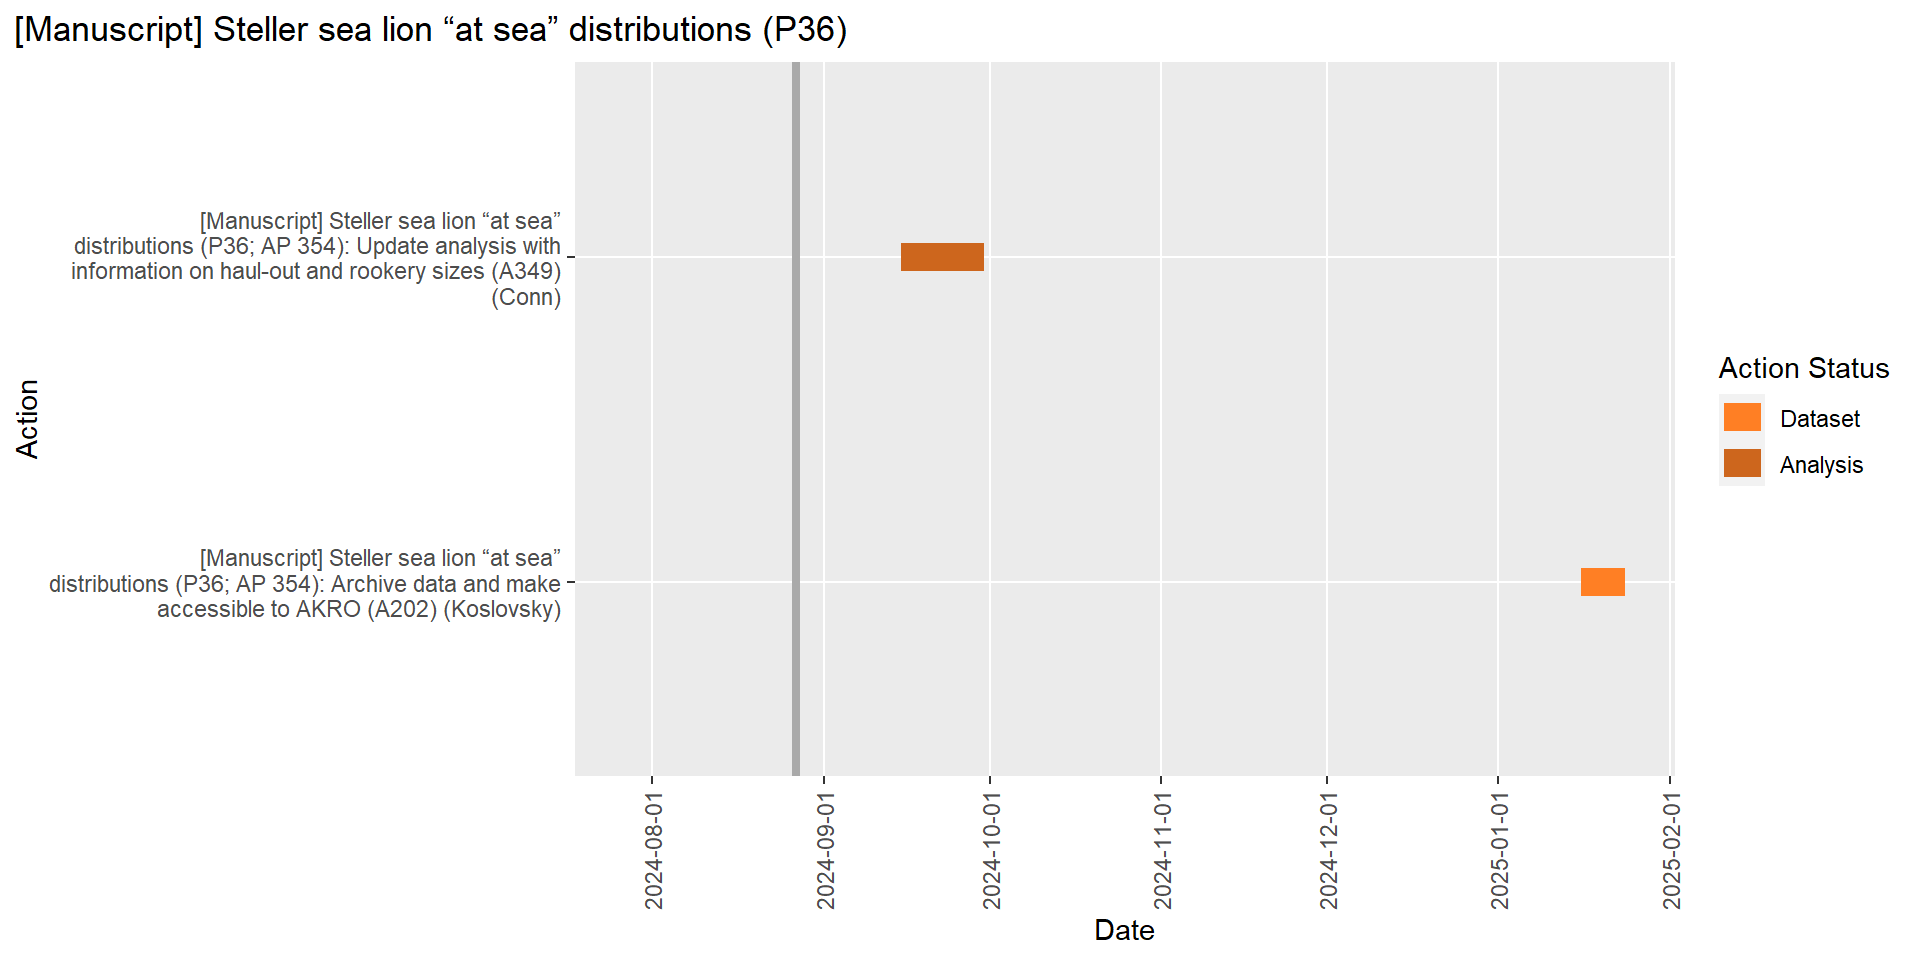 [Manuscript] Steller sea lion “at sea” distributions (P36)
[Manuscript] Steller sea lion “at sea”
distributions (P36; AP 354): Update analysis with
information on haul-out and rookery sizes (A349)
(Conn)
[Manuscript] Steller sea lion “at sea”
distributions (P36; AP 354): Archive data and make
accessible to AKRO (A202) (Koslovsky)
Action
2024-08-01
2024-09-01
2024-10-01
2024-11-01
2024-12-01
2025-01-01
2025-02-01
Date
Action Status
Dataset
Analysis